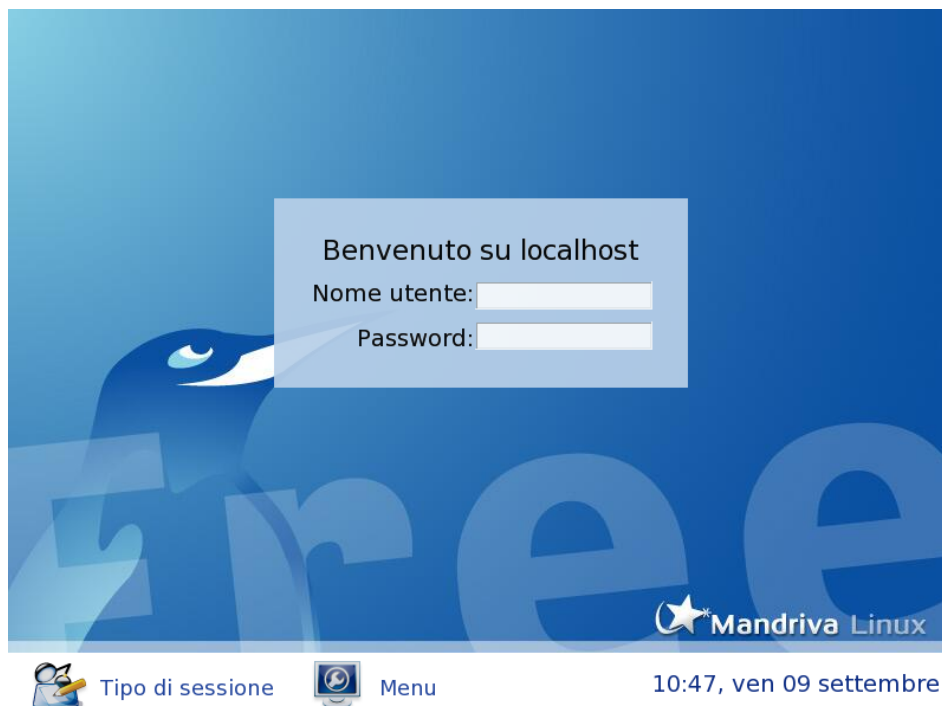 Benvenuto su localhost
Nome utente:
Password:
Free
Mandriva Linux
Tipo di sessione
Menu
10:47, ven 09 settembre